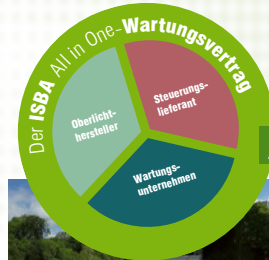 Der ISBA All in One-Wartungsvertrag
Oberlicht-
hersteller
Steuerungs-
lieferant
Wartungs-
unternehmen